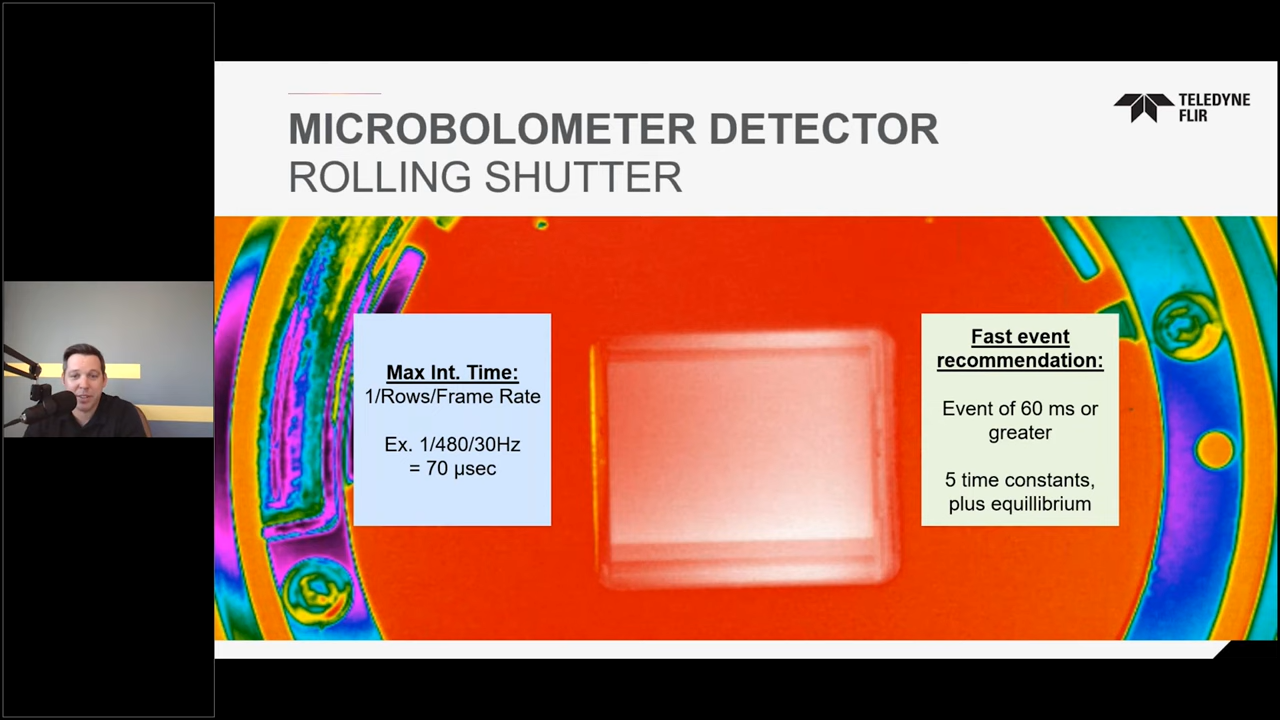 MICROBOLOMETER DETECTOR
ROLLING SHUTTER
TELEDYNE
FLIR
Max Int. Time:
1/Rows/Frame Rate
Ex. 1/480/30Hz
= 70 μsec
Fast event
recommendation:
Event of 60 ms or
greater
5 time constants,
plus equillibrium